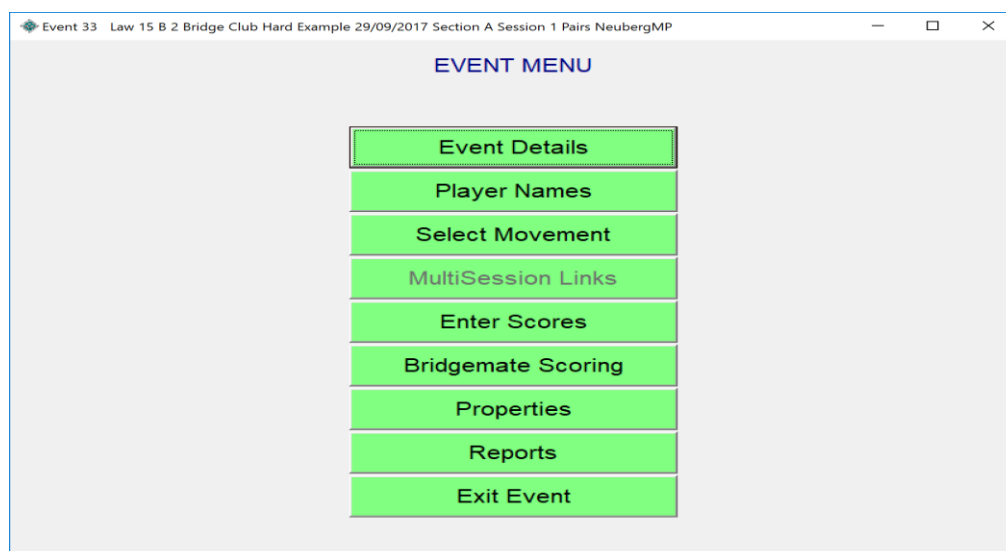 Event 33 Law 15 B 2 Bridge Club Hard Example 29/09/2017 Section A Session 1 Pairs NeubergMP
EVENT MENU
Event Details
Player Names
Select Movement
MultiSession Links
Enter Scores
Bridgemate Scoring
Properties
Reports
Exit Event